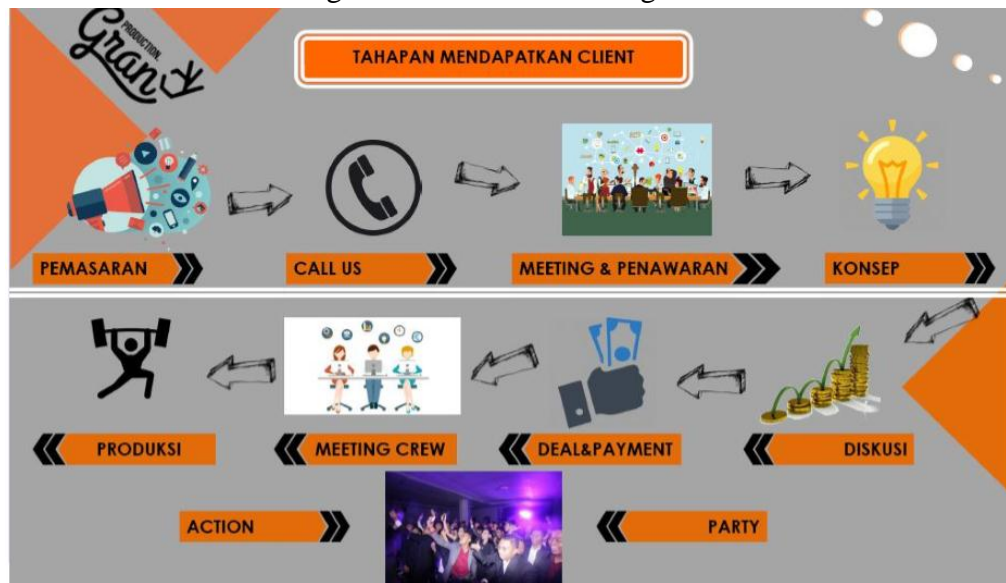 Gran
PRODUCTION.
TAHAPAN MENDAPATKAN CLIENT
PEMASARAN
CALL US
MEETING & PENAWARAN
KONSEP
PRODUKSI
MEETING CREW
DEAL&PAYMENT
DISKUSI
ACTION
PARTY